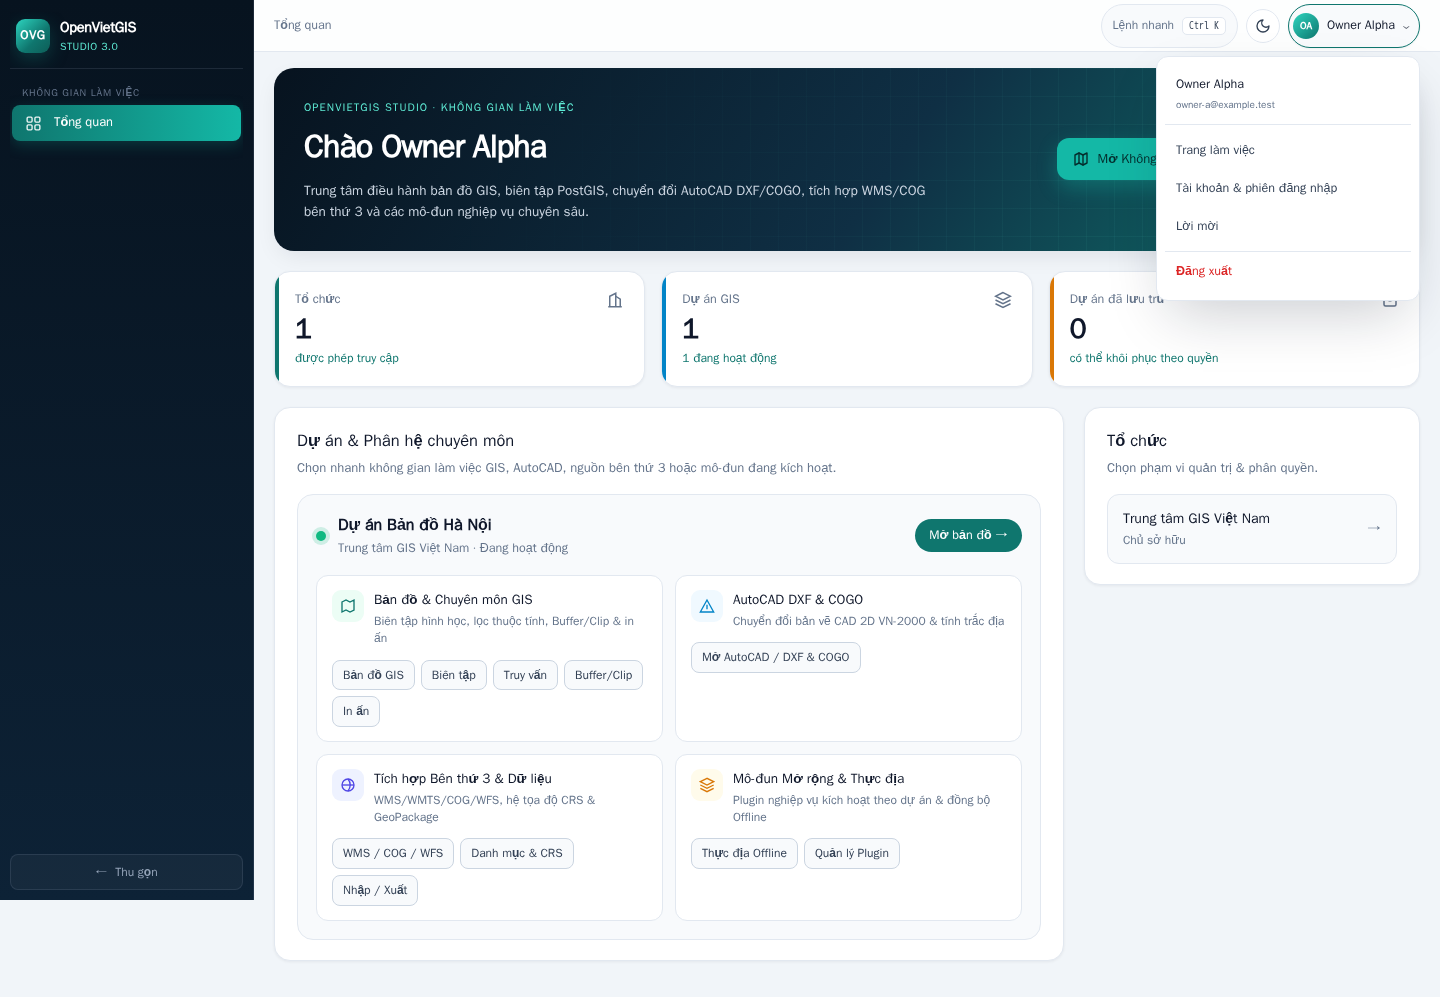 OVG
OpenVietGIS
STUDIO 3.0
KHÔNG GIAN LÀM VIỆC
Tổng quan
← Thu gọn
Tổng quan
Lệnh nhanh Ctrl K
OA Owner Alpha
Owner Alpha
owner-a@example.test
Trang làm việc
Tài khoản & phiên đăng nhập
Lời mời
Đăng xuất
OPENVIETGIS STUDIO · KHÔNG GIAN LÀM VIỆC
Chào Owner Alpha
Trung tâm điều hành bản đồ GIS, biên tập PostGIS, chuyển đổi AutoCAD DXF/COGO, tích hợp WMS/COG
bên thứ 3 và các mô-đun nghiệp vụ chuyên sâu.
Mở Không
Tổ chức
1
được phép truy cập
Dự án GIS
1
1 đang hoạt động
Dự án đã lưu trữ
0
có thể khôi phục theo quyền
Dự án & Phân hệ chuyên môn
Chọn nhanh không gian làm việc GIS, AutoCAD, nguồn bên thứ 3 hoặc mô-đun đang kích hoạt.
Dự án Bản đồ Hà Nội
Trung tâm GIS Việt Nam · Đang hoạt động
Mở bản đồ →
Bản đồ & Chuyên môn GIS
Biên tập hình học, lọc thuộc tính, Buffer/Clip & in
ấn
Bản đồ GIS Biên tập Truy vấn Buffer/Clip
In ấn
AutoCAD DXF & COGO
Chuyển đổi bản vẽ CAD 2D VN-2000 & tính trắc địa
Mở AutoCAD / DXF & COGO
Tích hợp Bên thứ 3 & Dữ liệu
WMS/WMTS/COG/WFS, hệ tọa độ CRS &
GeoPackage
WMS / COG / WFS Danh mục & CRS
Nhập / Xuất
Mô-đun Mở rộng & Thực địa
Plugin nghiệp vụ kích hoạt theo dự án & đồng bộ
Offline
Thực địa Offline Quản lý Plugin
Tổ chức
Chọn phạm vi quản trị & phân quyền.
Trung tâm GIS Việt Nam
Chủ sở hữu
→